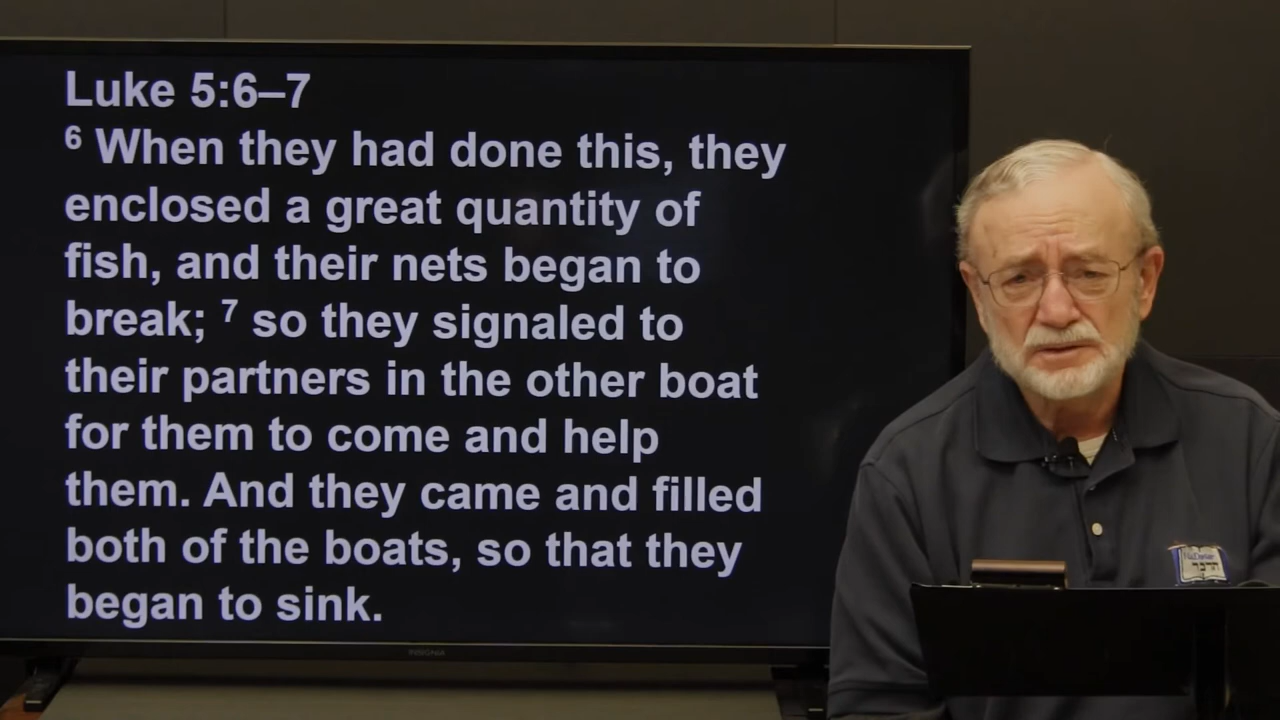 Luke 5:6–7
⁶ When they had done this, they
enclosed a great quantity of
fish, and their nets began to
break; ⁷ so they signaled to
their partners in the other boat
for them to come and help
them. And they came and filled
both of the boats, so that they
began to sink.
INSIGNIA
הדבר